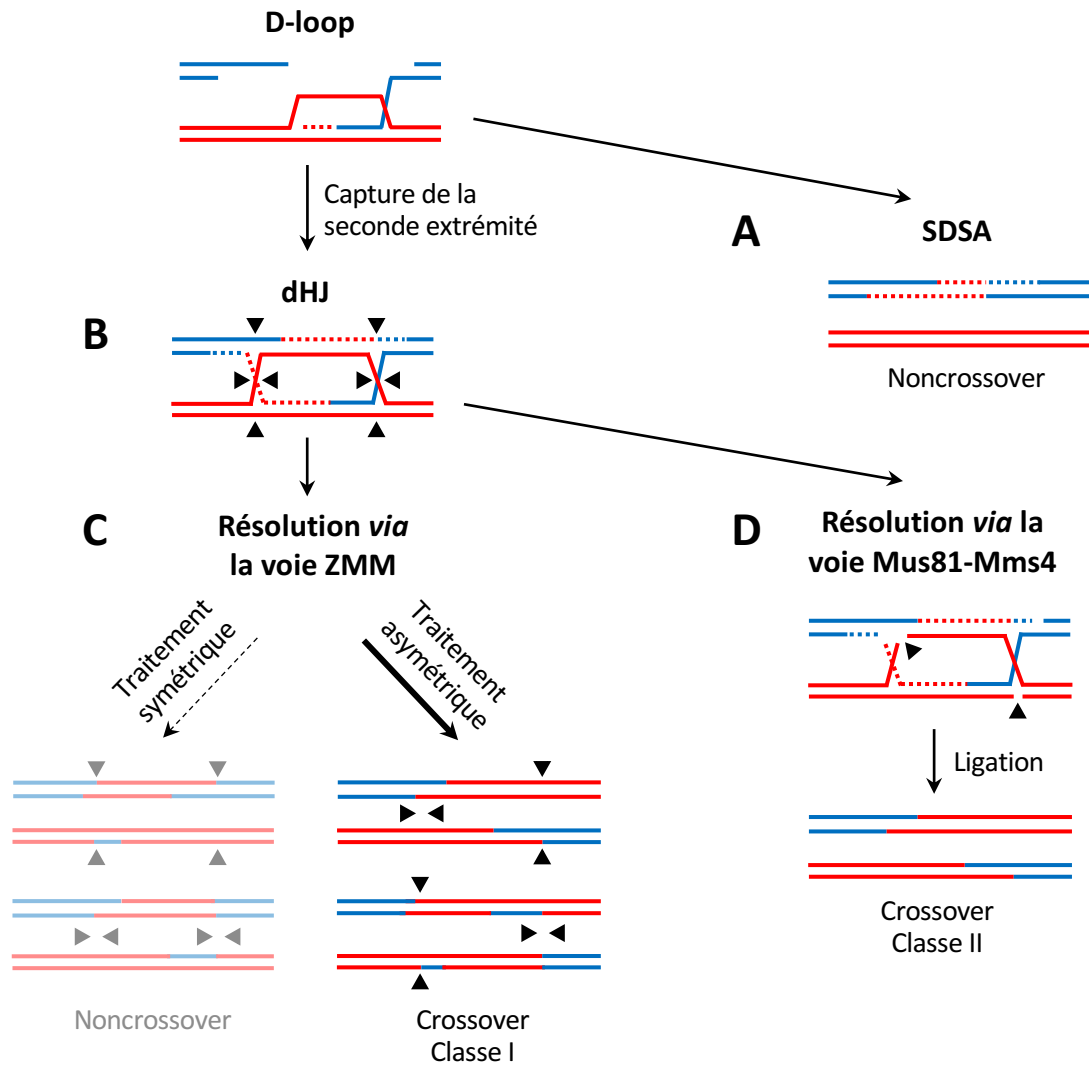 D-loop
Capture de la
seconde extrémité
A
SDSA
Noncrossover
dHJ
B
C
Résolution via
la voie ZMM
D
Résolution via la
voie Mus81-Mms4
Traitement
symétrique
Traitement
asymétrique
Ligation
Noncrossover
Crossover
Classe I
Crossover
Classe II